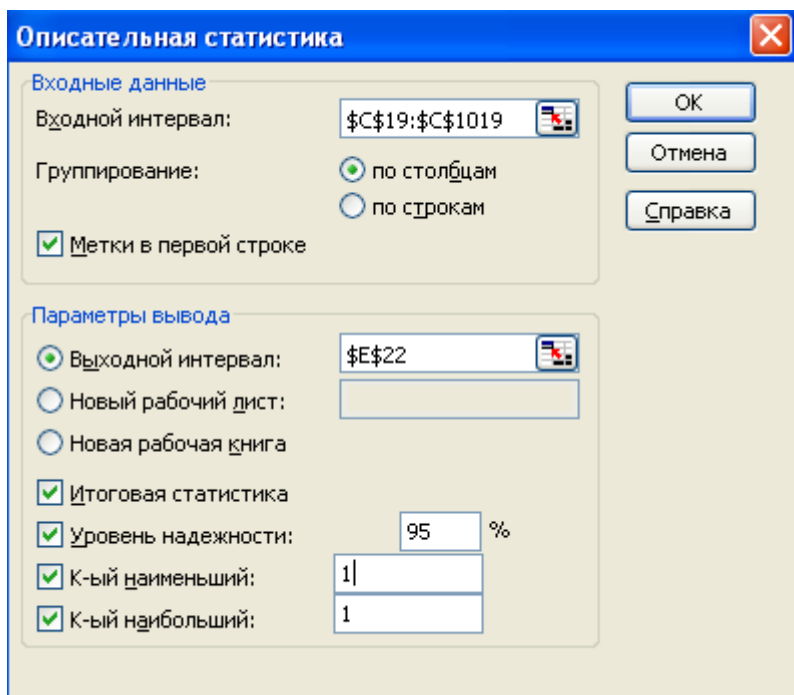 Описательная статистика
Входные данные
Входной интервал: $C$19:$C$1019
Группирование: по столбцам
по строкам
Метки в первой строке
OK
Отмена
Справка
Параметры вывода
Выходной интервал: $E$22
Новый рабочий лист:
Новая рабочая книга
Итоговая статистика
Уровень надежности: 95 %
К-ый наименьший: 1
К-ый наибольший: 1